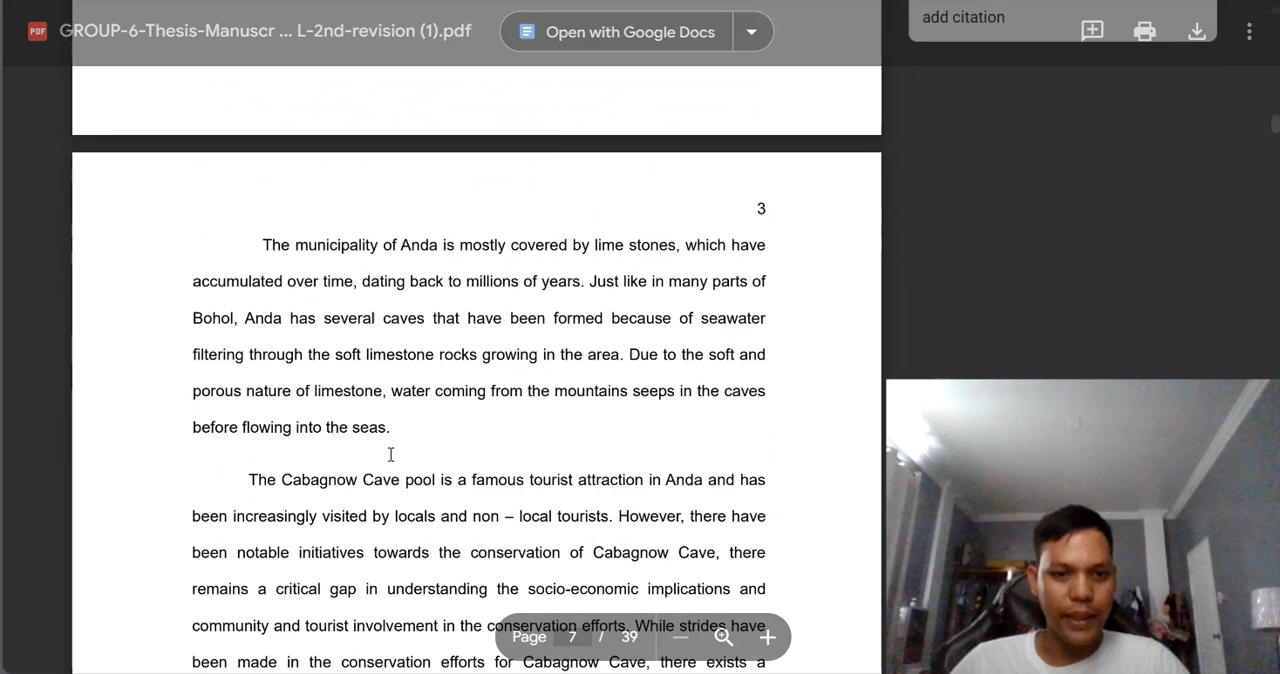 PDF
GROUP-6-Thesis-Manuscr ... L-2nd-revision (1).pdf
Open with Google Docs
add citation
3
The municipality of Anda is mostly covered by lime stones, which have
accumulated over time, dating back to millions of years. Just like in many parts of
Bohol, Anda has several caves that have been formed because of seawater
filtering through the soft limestone rocks growing in the area. Due to the soft and
porous nature of limestone, water coming from the mountains seeps in the caves
before flowing into the seas.
The Cabagnow Cave pool is a famous tourist attraction in Anda and has
been increasingly visited by locals and non – local tourists. However, there have
been notable initiatives towards the conservation of Cabagnow Cave, there
remains a critical gap in understanding the socio-economic implications and
community and tourist involvement in the conservation efforts. While strides have
been made in the conservation efforts for Cabagnow Cave, there exists a
Page 7 / 39